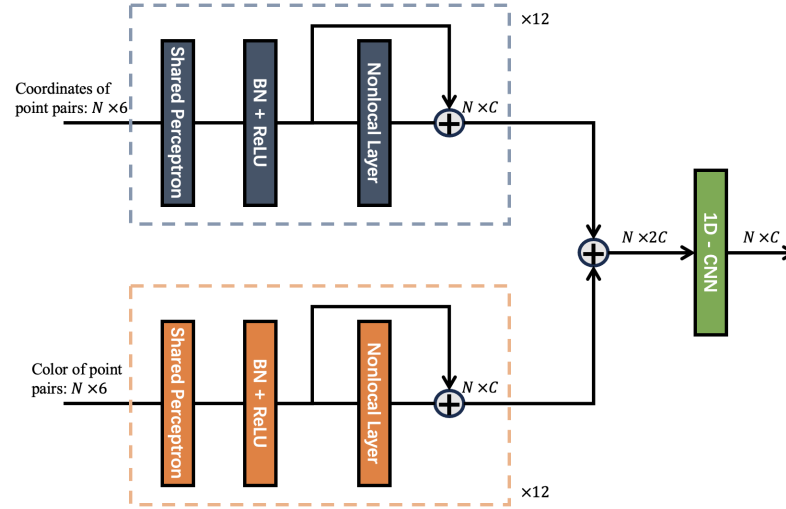 ×12
Coordinates of
point pairs: N ×6
Shared Perceptron
BN + ReLU
Nonlocal Layer
N ×C
N ×2C
1D - CNN
N ×C
Color of point
pairs: N ×6
Shared Perceptron
BN + ReLU
Nonlocal Layer
N ×C
×12